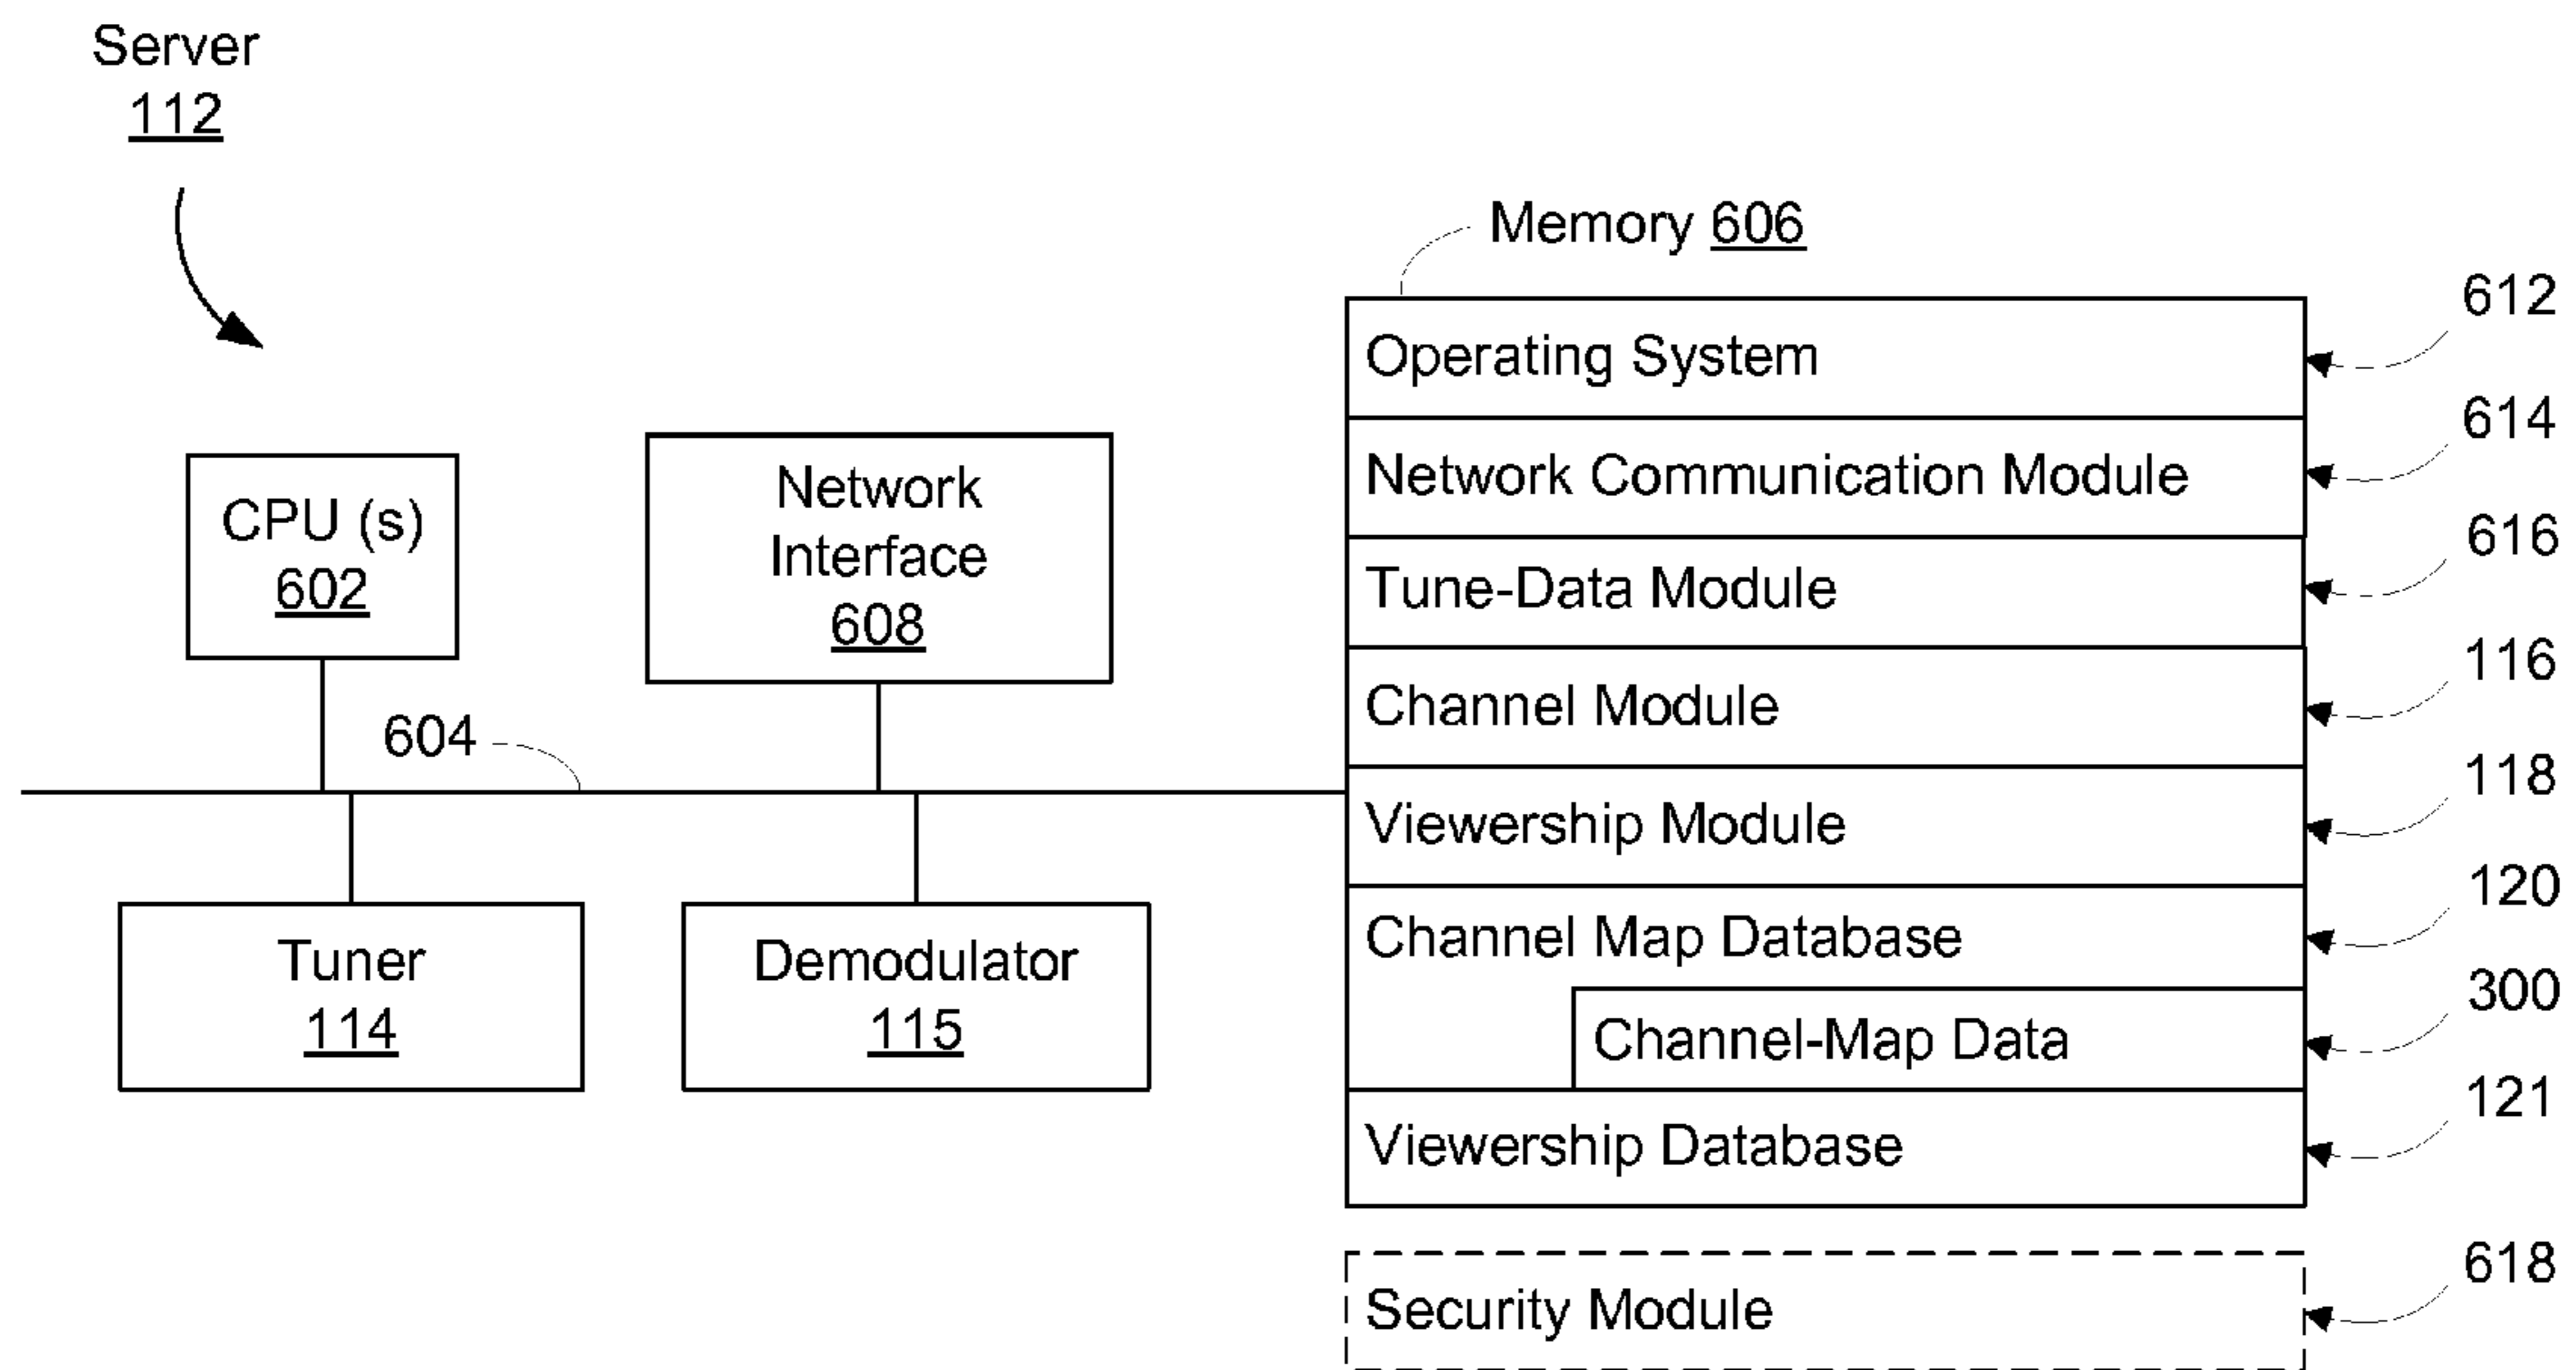 Server
112
Memory 606
Operating System
612
Network Communication Module
614
Tune-Data Module
616
Channel Module
116
Viewership Module
118
Channel Map Database
120
Channel-Map Data
300
Viewership Database
121
Security Module
618
CPU (s)
602
Network
Interface
608
604
Tuner
114
Demodulator
115